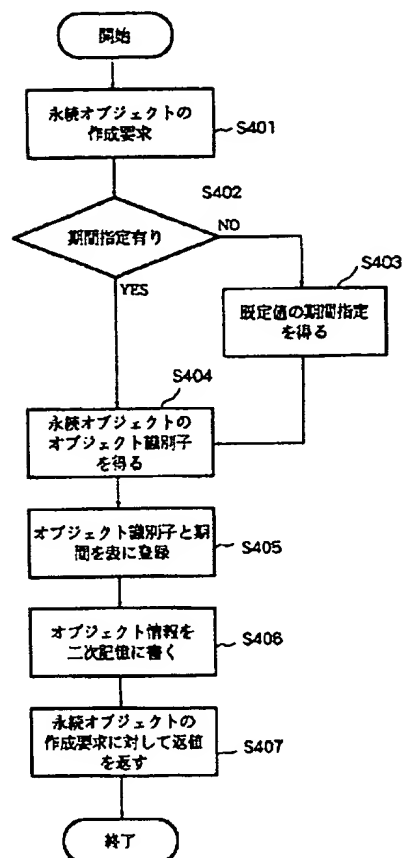 開始
永続オブジェクトの
作成要求
S401
S402
期間指定有り
NO
YES
S403
既定値の期間指定
を得る
S404
永続オブジェクトの
オブジェクト識別子
を得る
オブジェクト識別子と期
間を表に登録
S405
オブジェクト情報を
二次記憶に書く
S406
永続オブジェクトの
作成要求に対して返値
を返す
S407
終了